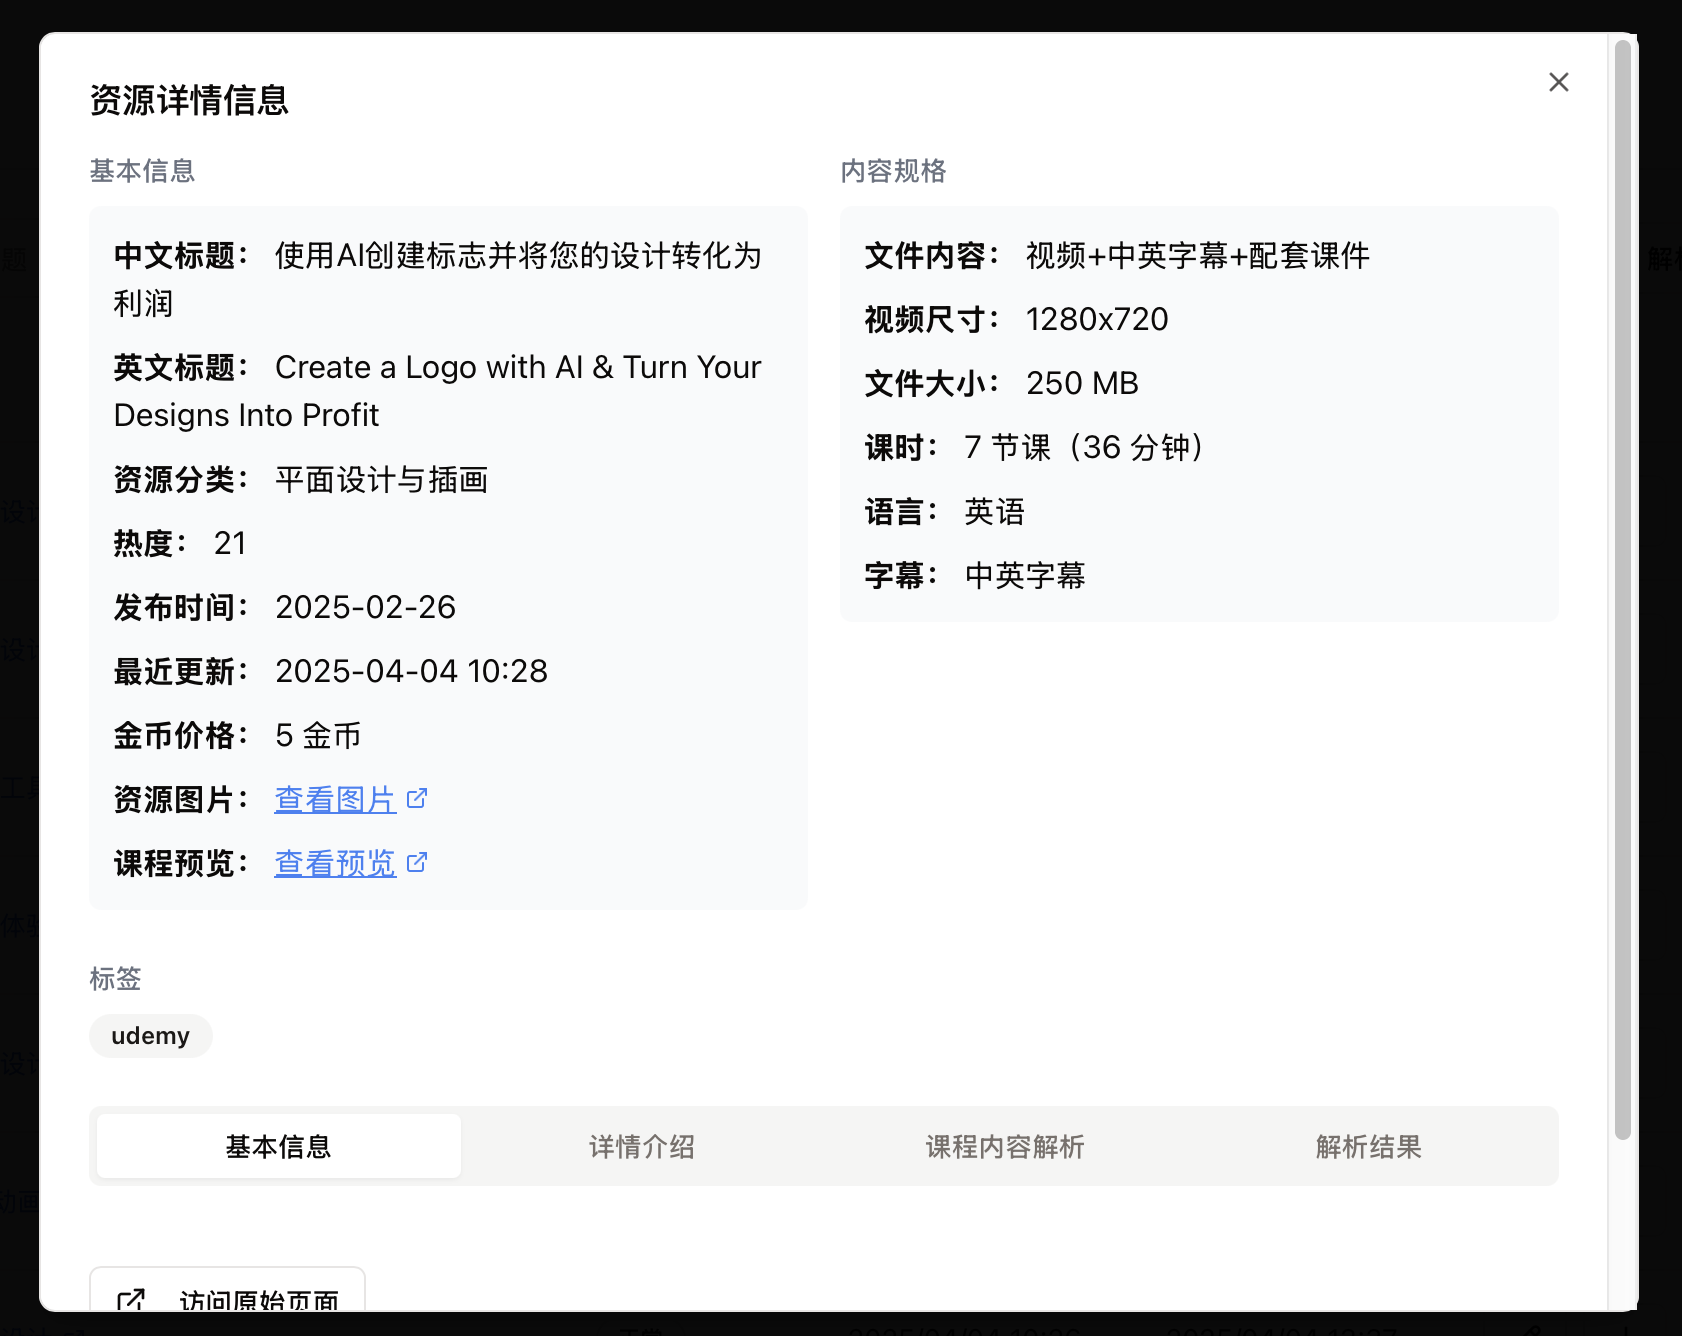 资源详情信息
基本信息
中文标题： 使用AI创建标志并将您的设计转化为
利润
英文标题： Create a Logo with AI & Turn Your
Designs Into Profit
资源分类： 平面设计与插画
热度： 21
发布时间： 2025-02-26
最近更新： 2025-04-04 10:28
金币价格： 5 金币
资源图片： 查看图片
课程预览： 查看预览
内容规格
文件内容： 视频+中英字幕+配套课件
视频尺寸： 1280x720
文件大小： 250 MB
课时： 7 节课（36 分钟）
语言： 英语
字幕： 中英字幕
标签
udemy
基本信息
详情介绍
课程内容解析
解析结果
访问原始页面